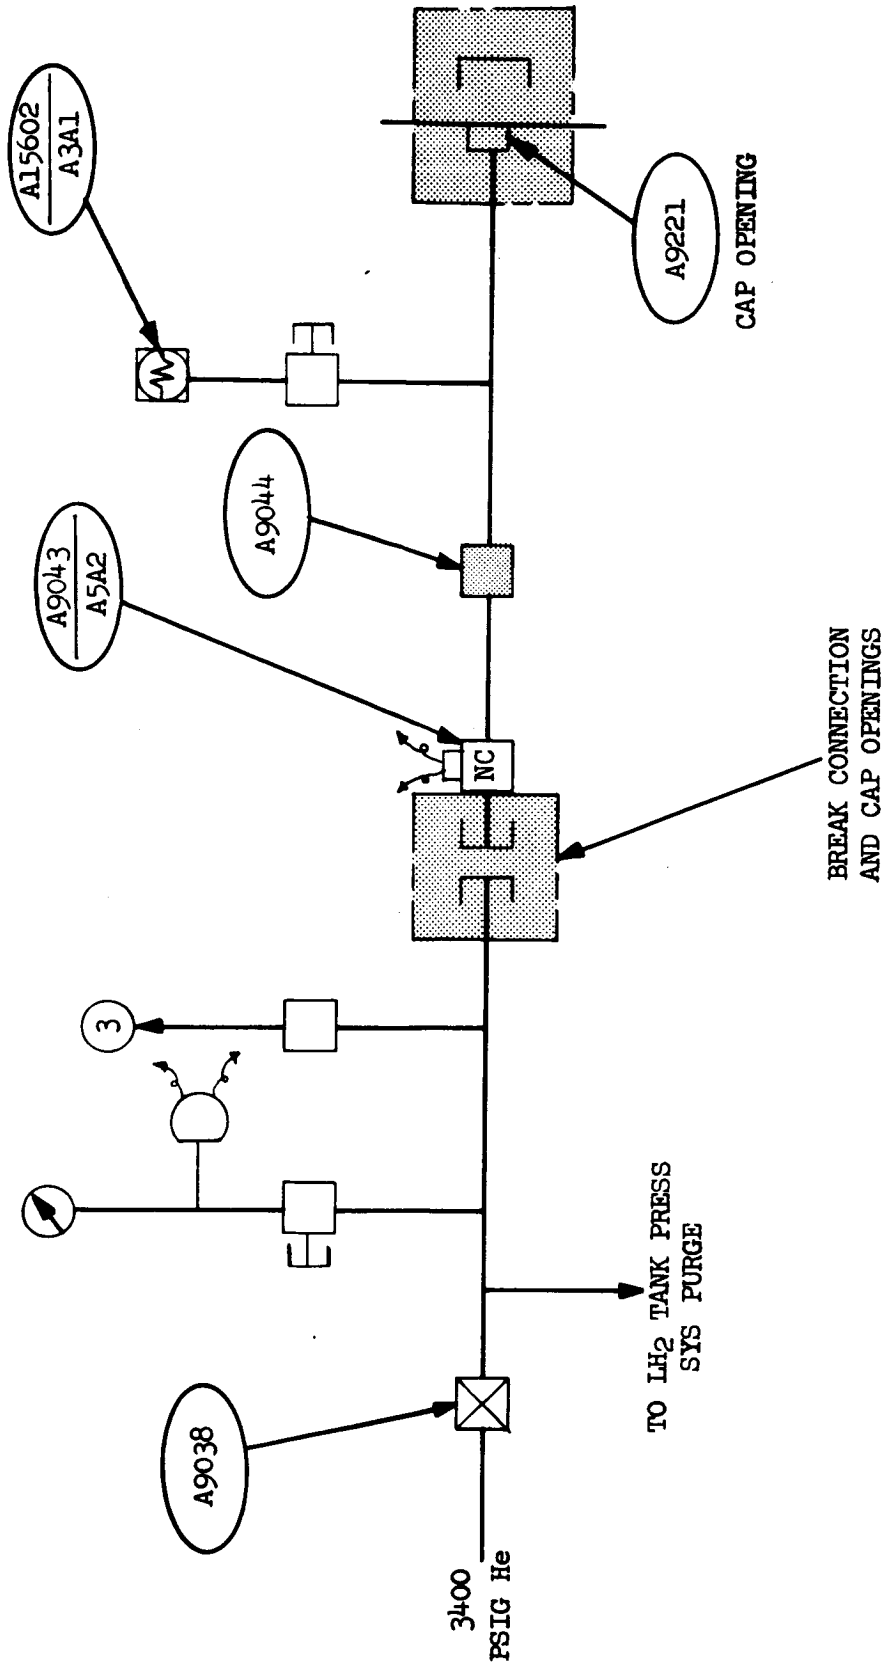 3400
PSIG He
A9038
TO LH2 TANK PRESS
SYS PURGE
3
BREAK CONNECTION
AND CAP OPENINGS
NC
A9043
A5A2
A9044
A15602
A3A1
A9221
CAP OPENING